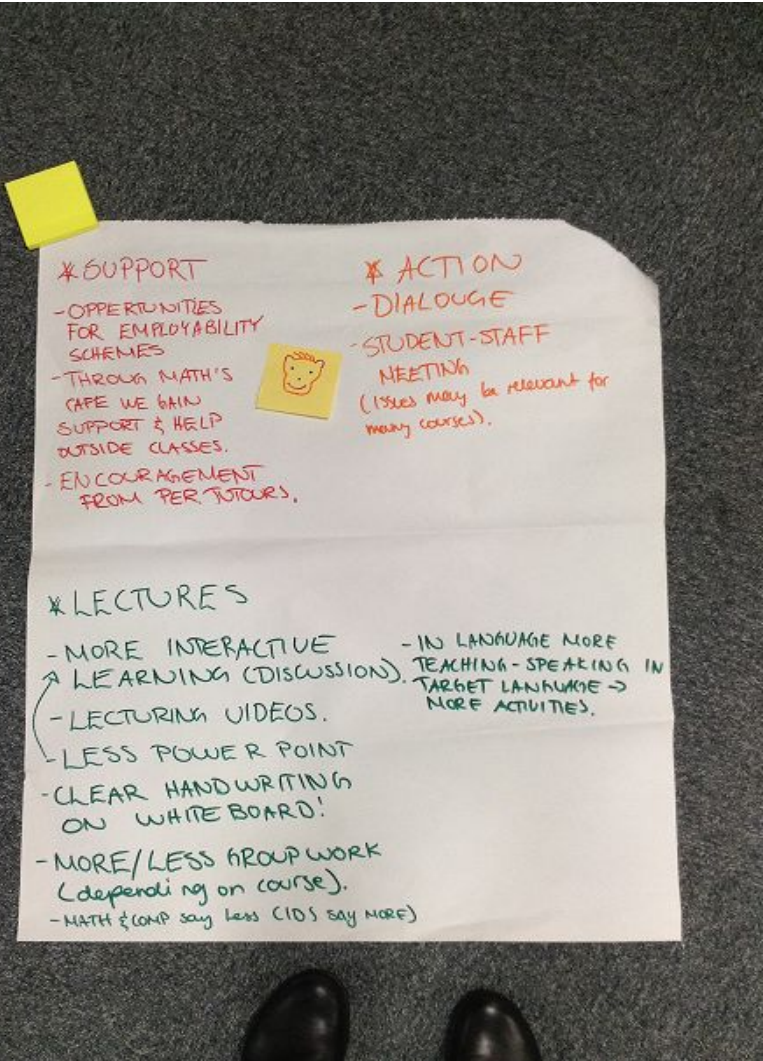 * SUPPORT
- OPPERTUNITIES
FOR EMPLOYABILITY
SCHEMES
- THROUG MATH'S
CAFE WE GAIN
SUPPORT & HELP
OUTSIDE CLASSES.
- ENCOURAGEMENT
FROM PER TUTOURS.
* ACTION
- DIALOUGE
- STUDENT-STAFF
MEETING
(issues may be relevant for
many courses).
* LECTURES
- MORE INTERACTIVE
LEARNING (DISCUSSION).
- LECTURING VIDEOS.
- LESS POWER POINT
- CLEAR HANDWRITING
ON WHITEBOARD!
- MORE/LESS GROUP WORK
(depending on course).
- MATH & COMP say Less (IDS say MORE)
- IN LANGUAGE MORE
TEACHING - SPEAKING IN
TARGET LANGUAGE →
MORE ACTIVITIES.